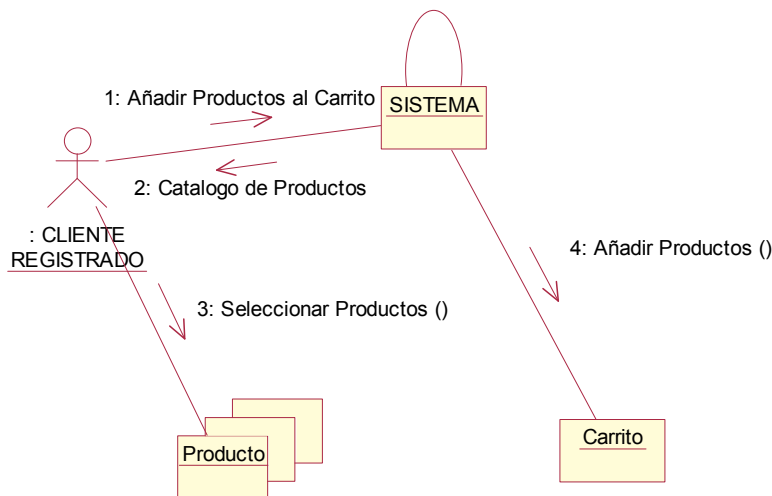 1: Añadir Productos al Carrito
SISTEMA
2: Catalogo de Productos
: CLIENTE
REGISTRADO
4: Añadir Productos ()
3: Seleccionar Productos ()
Producto
Carrito